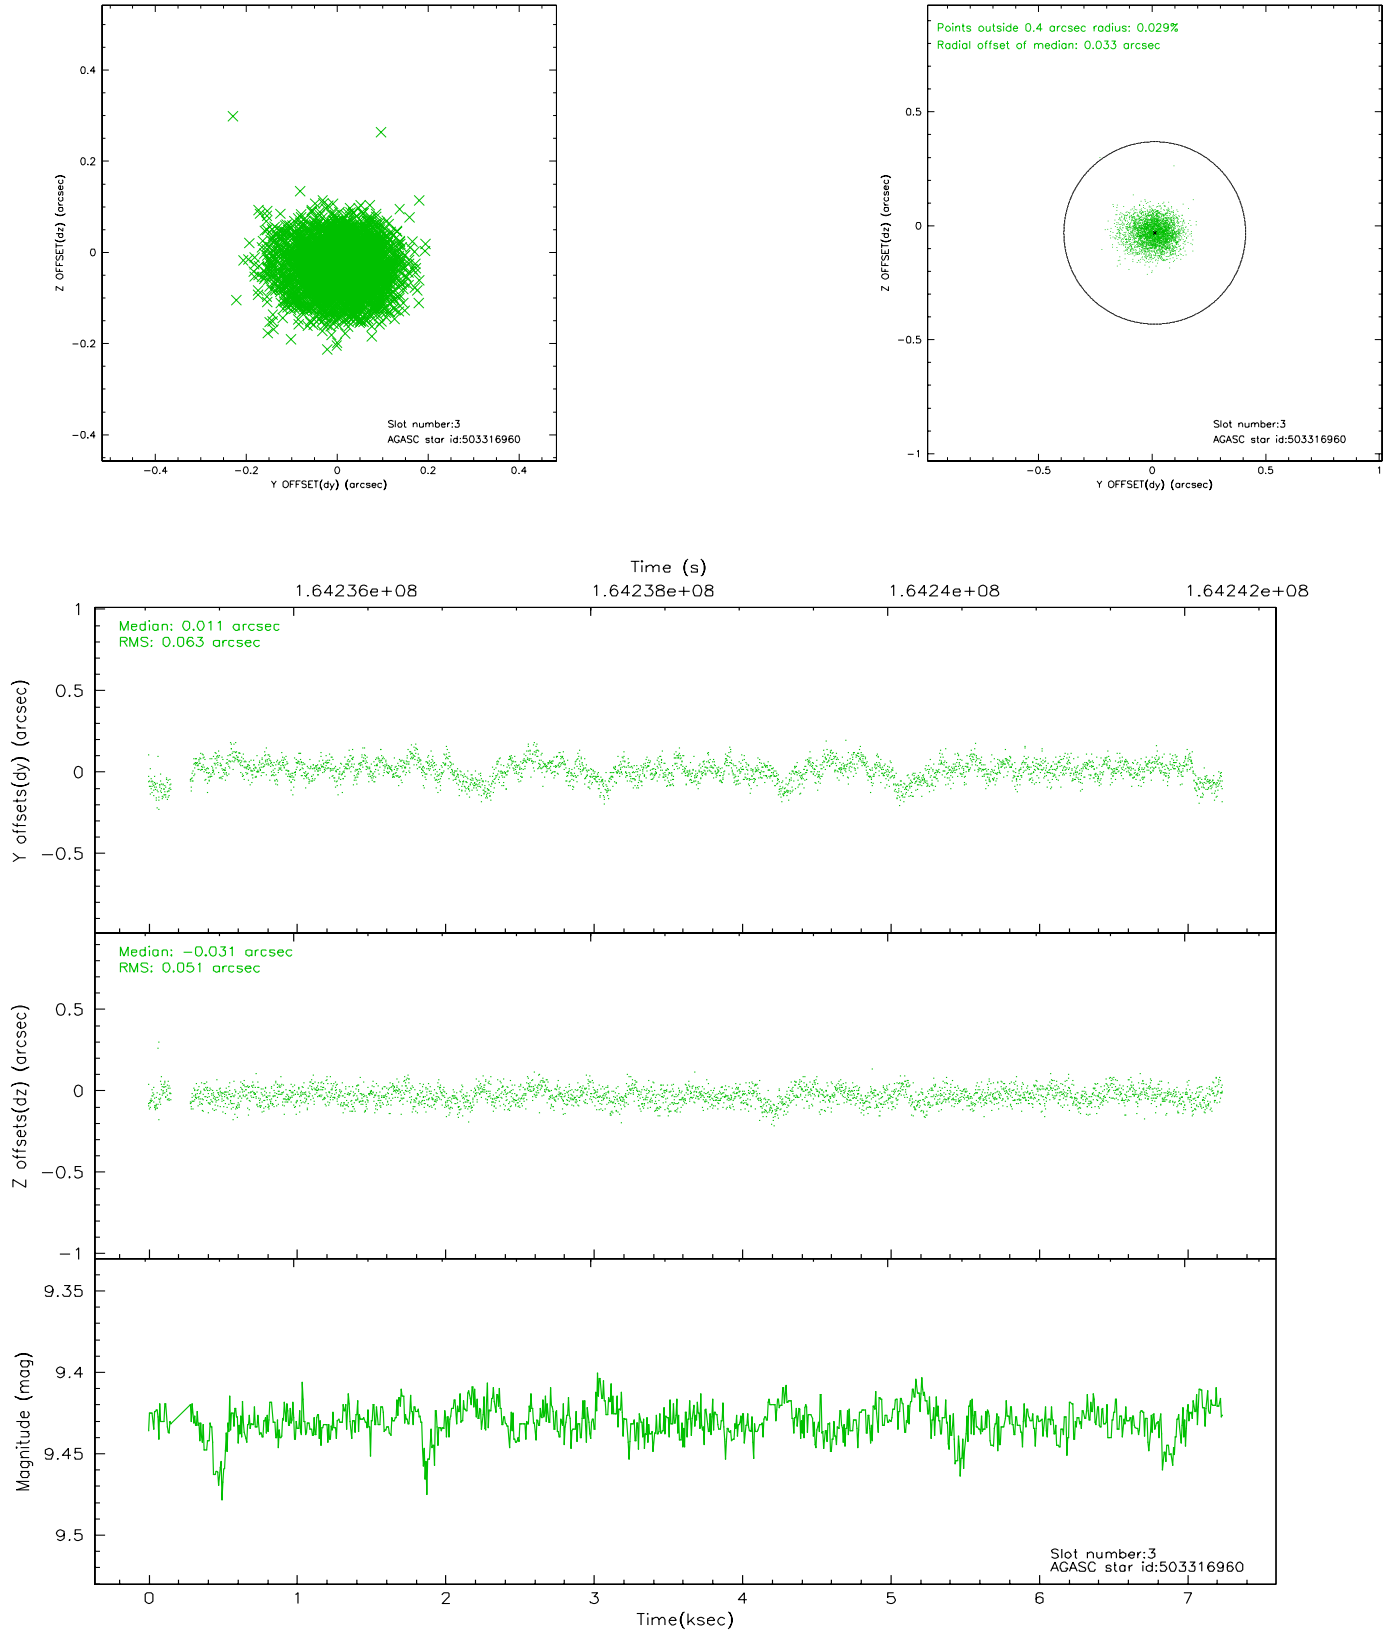 0.4
0.2
0
−0.2
−0.4
Z OFFSET(dz) (arcsec)
Slot number:3
AGASC star id:503316960
−0.4 −0.2 0 0.2 0.4
Y OFFSET(dy) (arcsec)
Points outside 0.4 arcsec radius: 0.029%
Radial offset of median: 0.033 arcsec
0.5
0
−0.5
−1
Z OFFSET(dz) (arcsec)
Slot number:3
AGASC star id:503316960
−0.5 0 0.5 1
Y OFFSET(dy) (arcsec)
Time (s)
1.64236e+08 1.64238e+08 1.6424e+08 1.64242e+08
Median: 0.011 arcsec
RMS: 0.063 arcsec
1
0.5
0
−0.5
Y offsets(dy) (arcsec)
Median: −0.031 arcsec
RMS: 0.051 arcsec
0.5
0
−0.5
−1
Z offsets(dz) (arcsec)
9.35
9.4
9.45
9.5
Magnitude (mag)
Slot number:3
AGASC star id:503316960
0 1 2 3 4 5 6 7
Time(ksec)